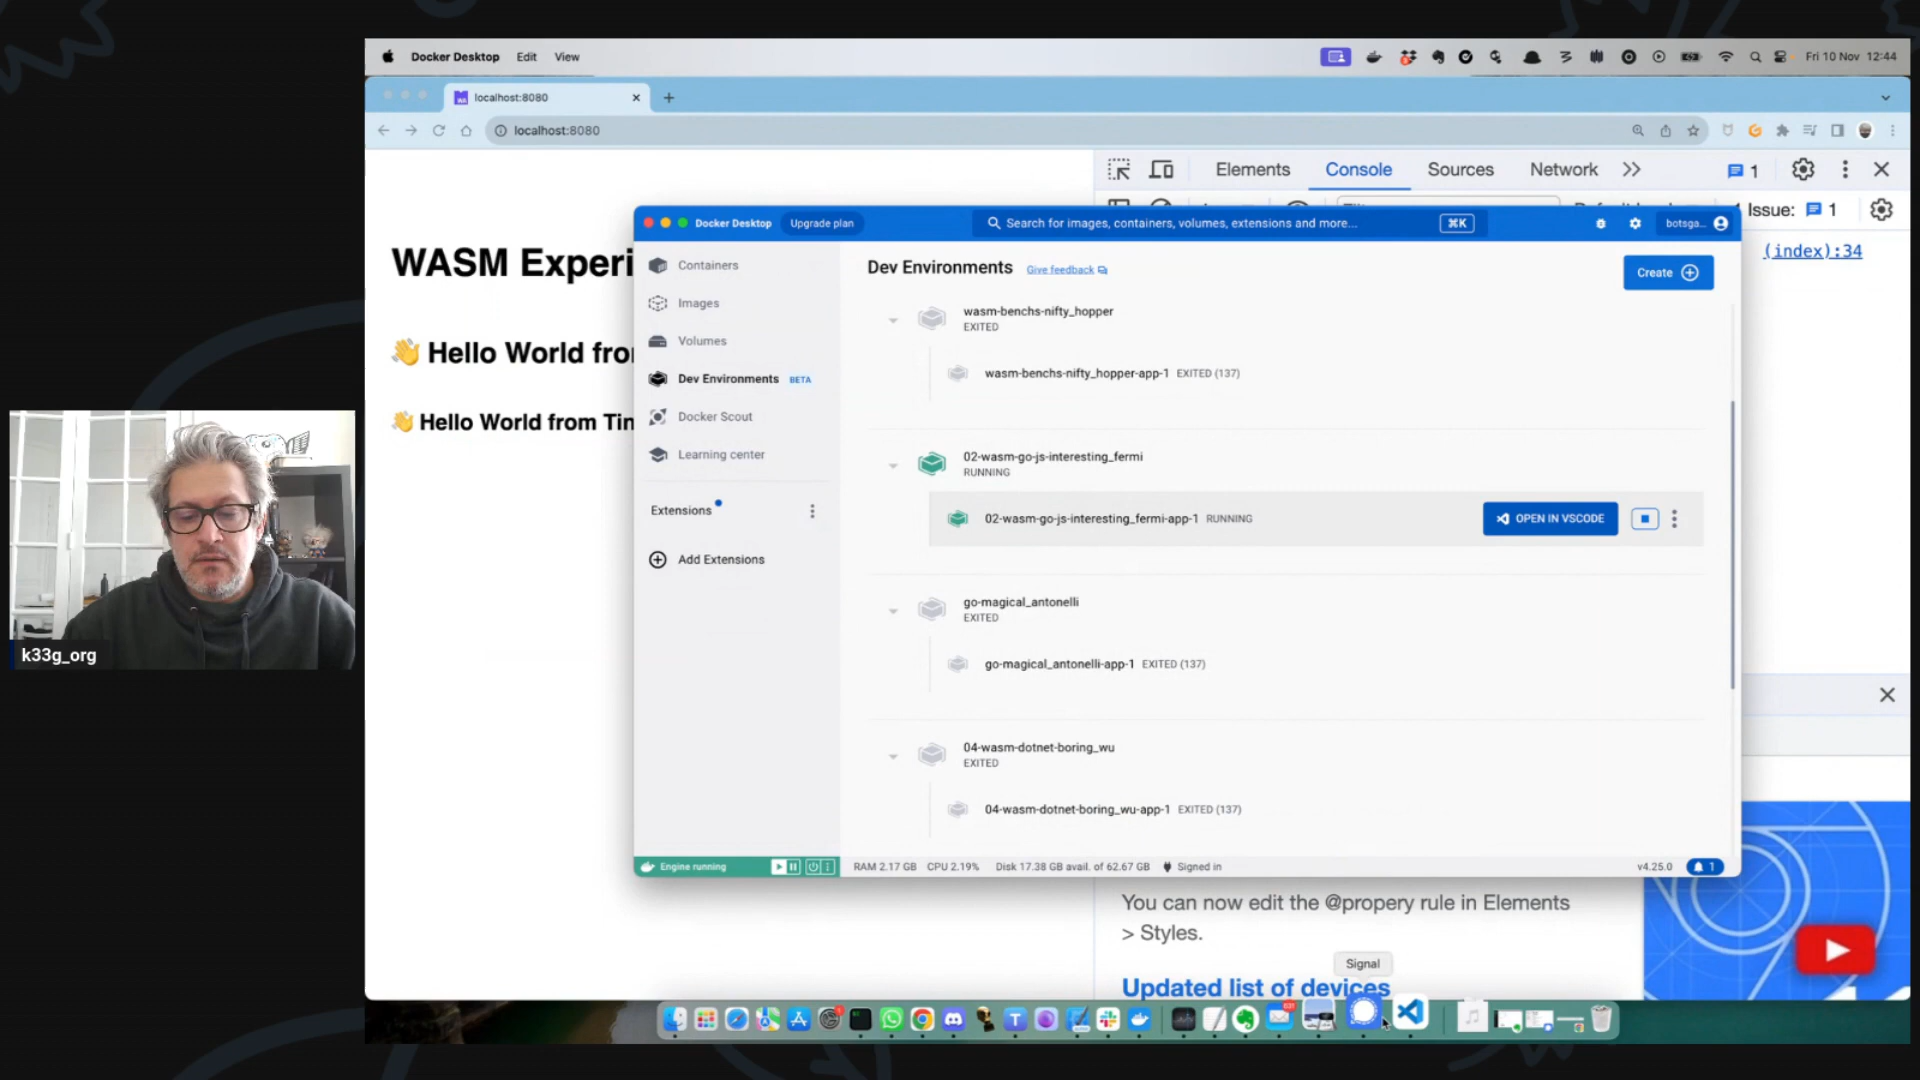 Docker Desktop Edit View
Fri 10 Nov 12:44
localhost:8080
localhost:8080
Elements Console Sources Network
1
Issue: 1
(index):34
WASM Experi
👋 Hello World fro
👋 Hello World from Tin
Docker Desktop Upgrade plan
Search for images, containers, volumes, extensions and more...
⌘K
botsga...
Containers
Images
Volumes
Dev Environments BETA
Docker Scout
Learning center
Extensions
Add Extensions
Dev Environments Give feedback
Create
wasm-benchs-nifty_hopper
EXITED
wasm-benchs-nifty_hopper-app-1 EXITED (137)
02-wasm-go-js-interesting_fermi
RUNNING
02-wasm-go-js-interesting_fermi-app-1 RUNNING
OPEN IN VSCODE
go-magical_antonelli
EXITED
go-magical_antonelli-app-1 EXITED (137)
04-wasm-dotnet-boring_wu
EXITED
04-wasm-dotnet-boring_wu-app-1 EXITED (137)
Engine running
RAM 2.17 GB CPU 2.19% Disk 17.38 GB avail. of 62.67 GB Signed in
v4.25.0
1
You can now edit the @propery rule in Elements
> Styles.
Signal
Updated list of devices
k33g_org